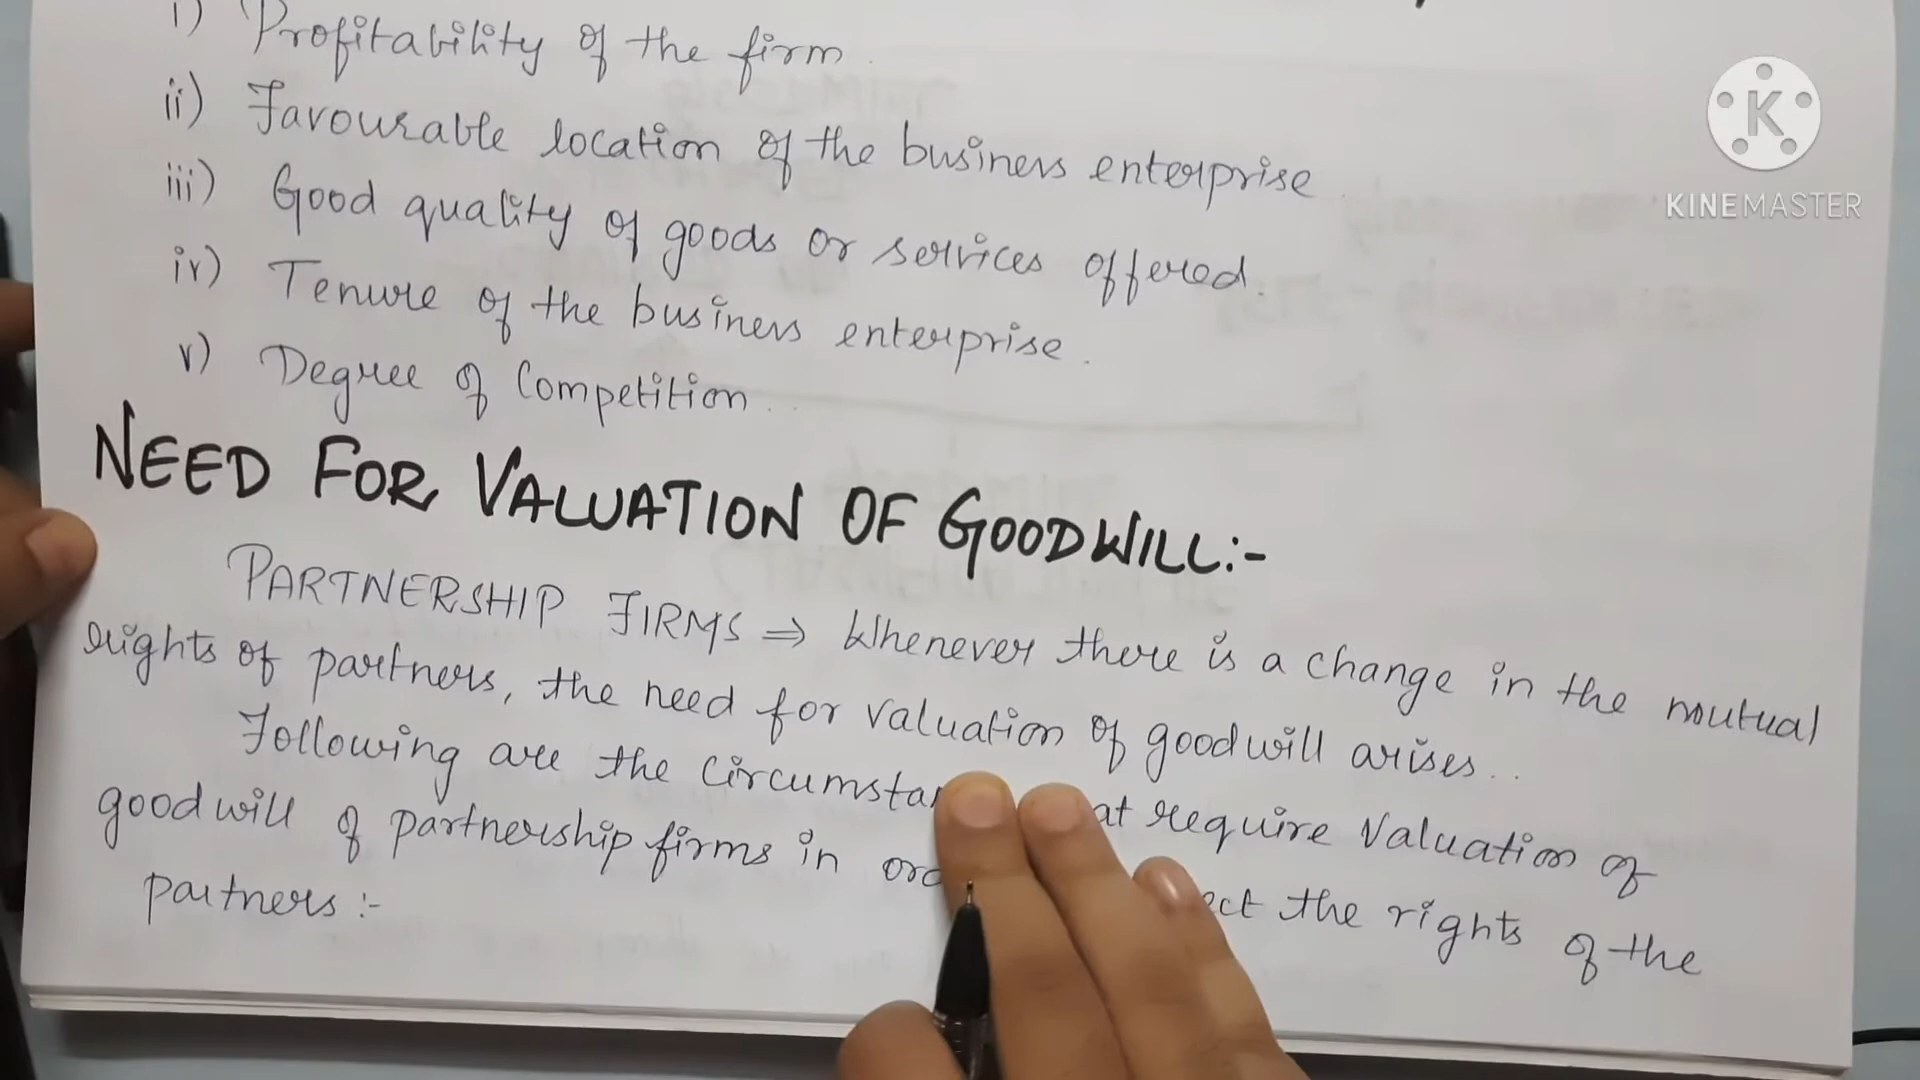 i) Profitability of the firm
ii) Favourable location of the business enterprise
iii) Good quality of goods or services offered.
iv) Tenure of the business enterprise.
v) Degree of Competition..
NEED FOR VALUATION OF GOODWILL:-
PARTNERSHIP FIRMS ⇒ Whenever there is a change in the mutual
rights of partners, the need for valuation of goodwill arises..
Following are the circumsta at require Valuation of
goodwill of partnership firms in ord ect the rights of the
partners :-
K
KINEMASTER